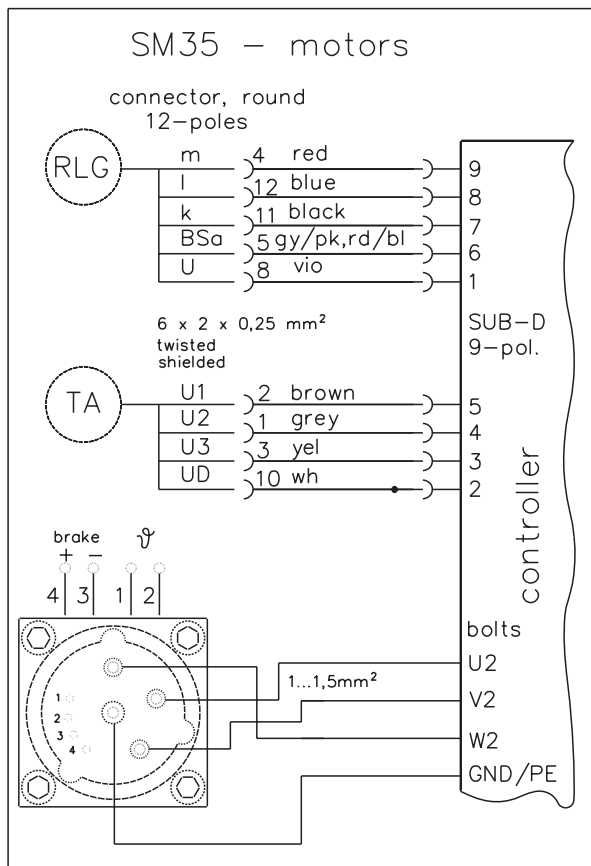 SM35 – motors
connector, round
12–poles
RLG
m 4 red 9
l 12 blue 8
k 11 black 7
BSa 5 gy/pk,rd/bl 6
U 8 vio 1
6 x 2 x 0,25 mm²
twisted
shielded
SUB–D
9–pol.
TA
U1 2 brown 5
U2 1 grey 4
U3 3 yel 3
UD 10 wh 2
controller
brake ϑ
+ –
4 3 1 2
bolts
U2
1...1,5mm²
V2
W2
GND/PE
1
2
3
4